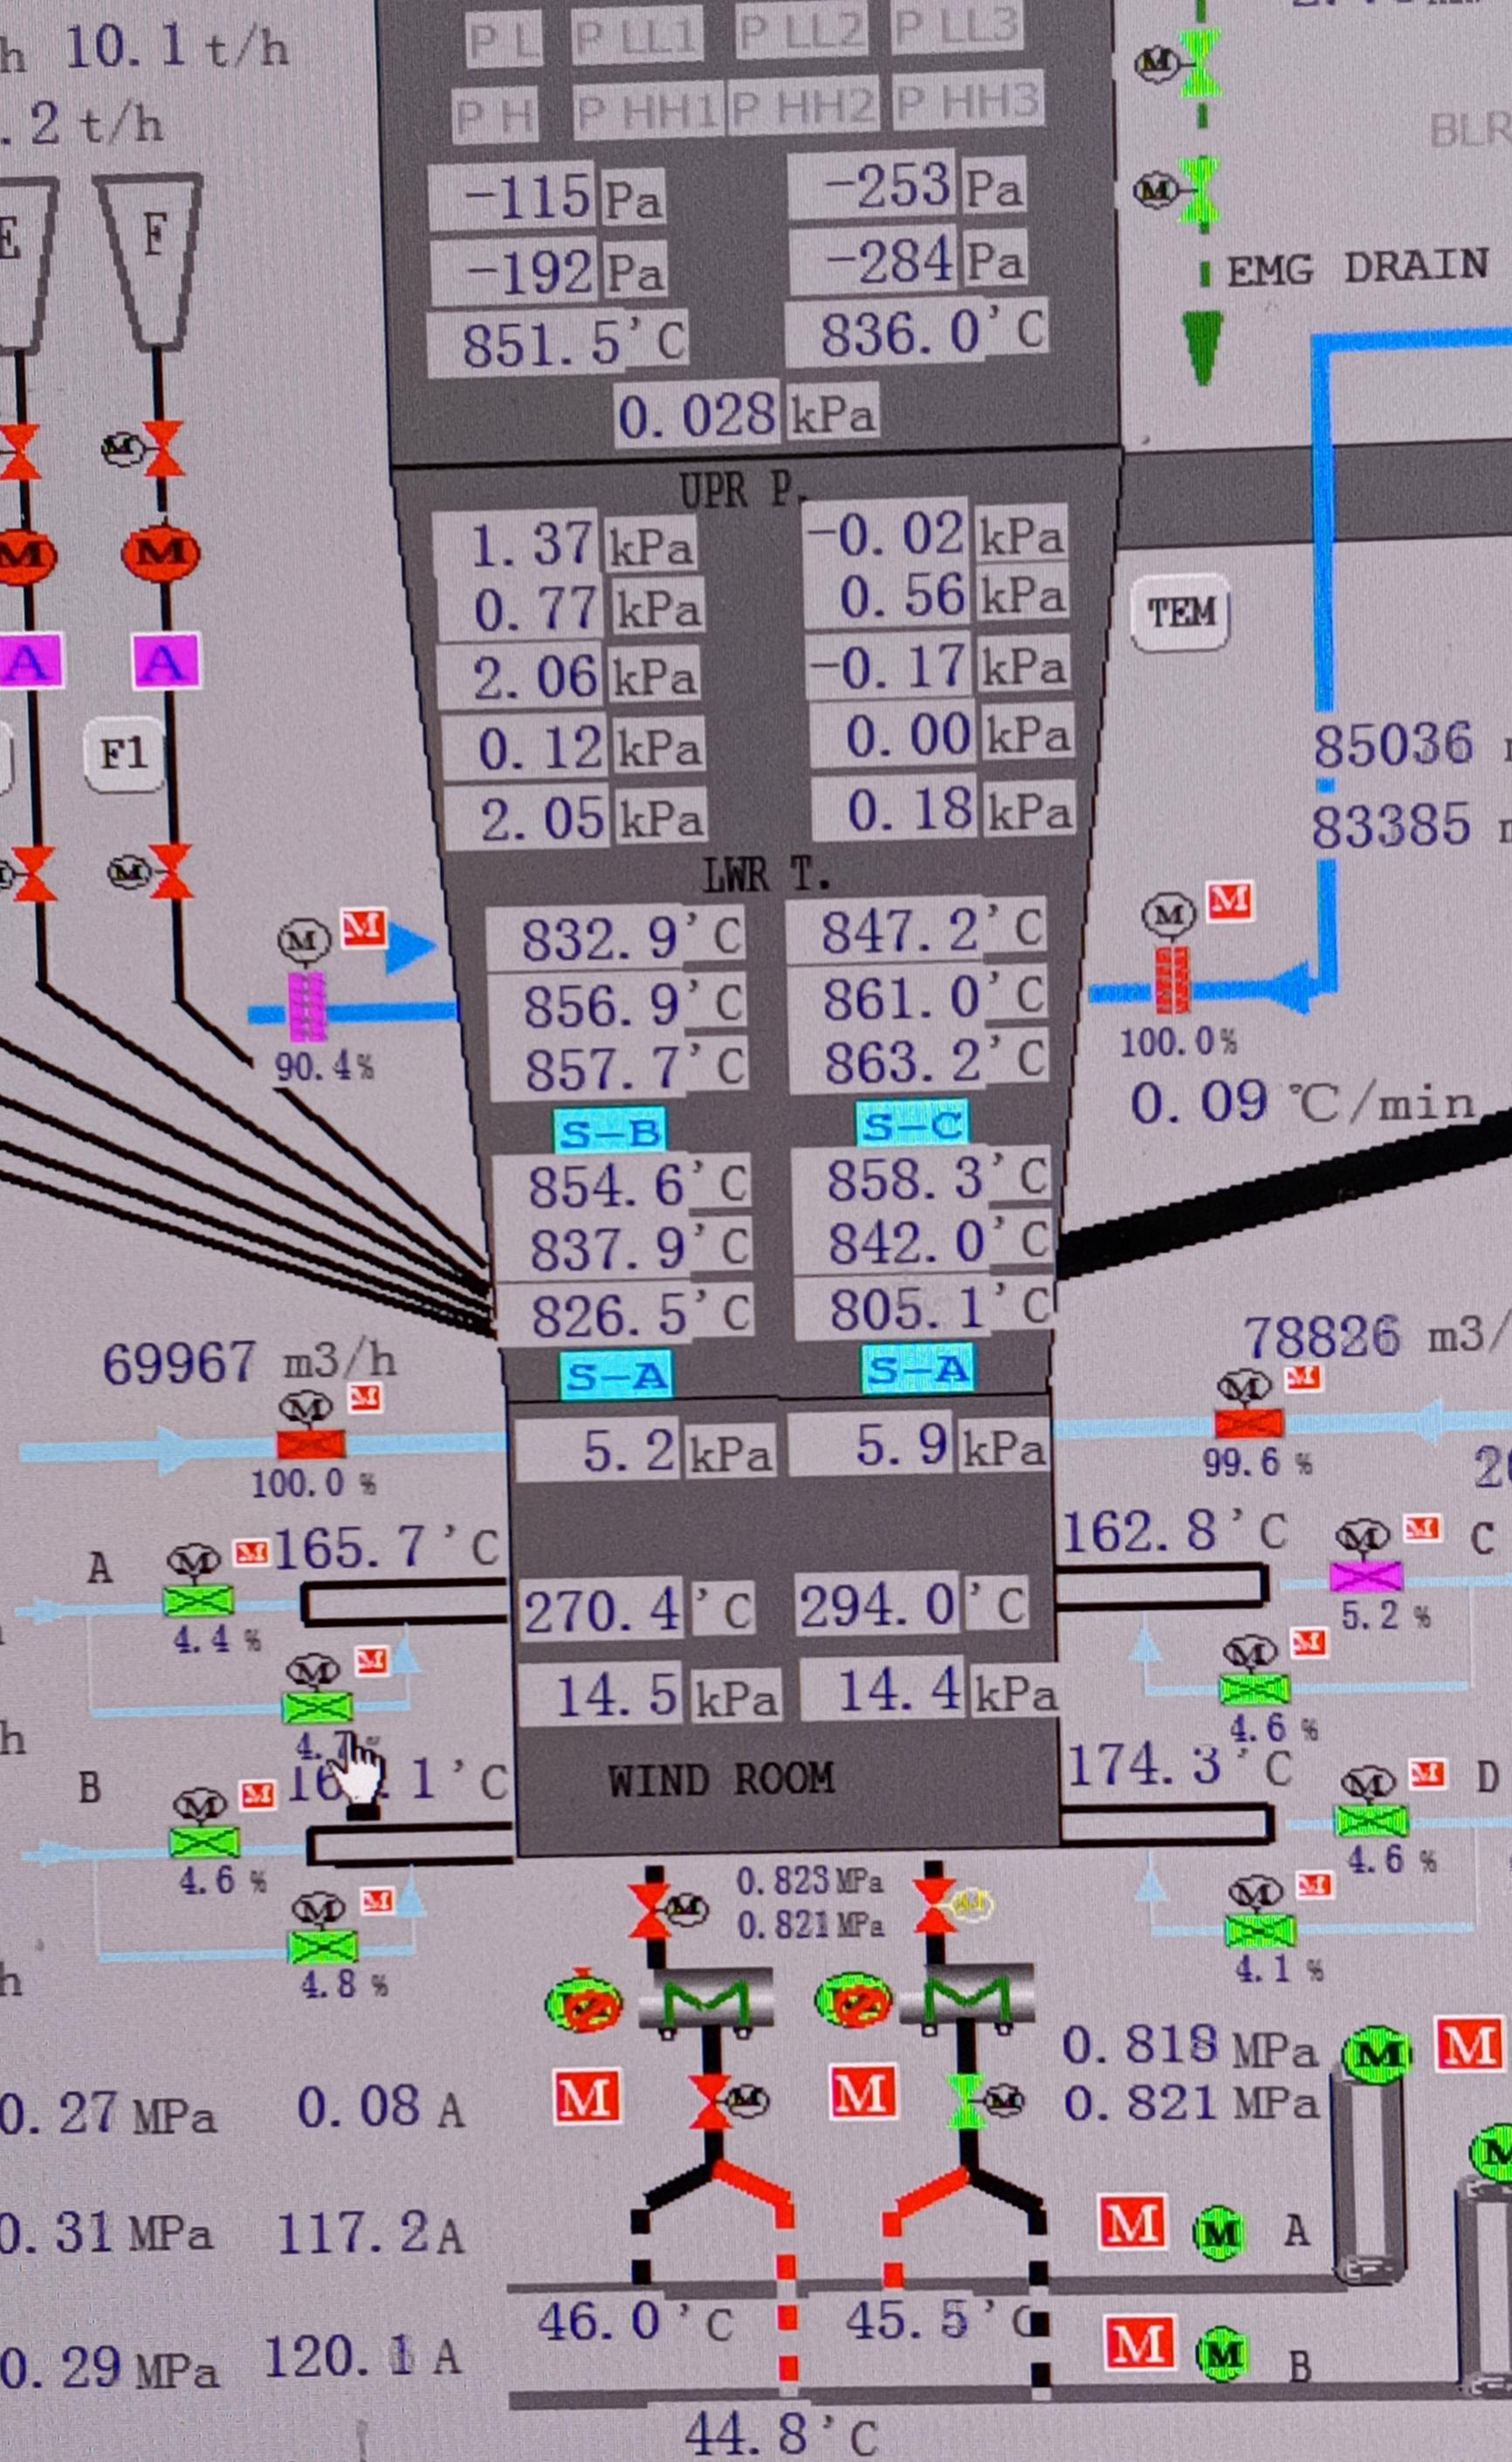 10.1 t/h
.2 t/h
P L P LL1 P LL2 P LL3
P H P HH1 P HH2 P HH3
M
BLR
-115 Pa -253 Pa
M
-192 Pa -284 Pa
E F
EMG DRAIN
851.5'C 836.0'C
0.028 kPa
M
UPR P.
1.37 kPa -0.02 kPa
M M
0.77 kPa 0.56 kPa
TEM
A A
2.06 kPa -0.17 kPa
F1
0.12 kPa 0.00 kPa
85036
2.05 kPa 0.18 kPa
83385
M
LWR T.
M M
832.9'C 847.2'C
M M
856.9'C 861.0'C
90.4%
857.7'C 863.2'C
100.0%
0.09 ℃/min
S-B S-C
854.6'C 858.3'C
837.9'C 842.0'C
826.5'C 805.1'C
69967 m3/h
78826 m3/
S-A S-A
M M
M M
5.2 kPa 5.9 kPa
100.0 %
99.6 %
A M M 165.7'C
162.8'C M M C
4.4 %
270.4'C 294.0'C
5.2 %
M M
M M
14.5 kPa 14.4 kPa
4.6 %
h
B M M
WIND ROOM
174.3'C M M D
4.6 %
4.6 %
M M
0.823 MPa
M M
M
0.821 MPa
h
4.8 %
4.1 %
M M
0.818 MPa M M
0.27 MPa 0.08 A
M M M M
0.821 MPa
M
0.31 MPa 117.2 A
M M A
46.0'C 45.5'C
0.29 MPa 120.1 A
M M B
44.8'C